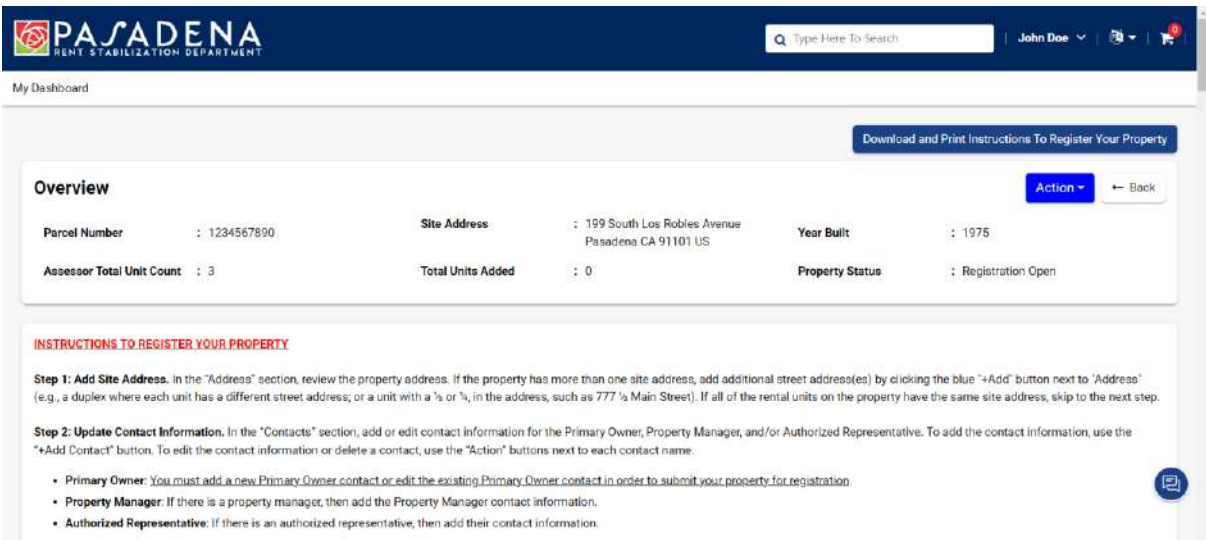 PASADENA
RENT STABILIZATION DEPARTMENT
Type Here To Search
John Doe
0
My Dashboard
Download and Print Instructions To Register Your Property
Overview
Action
← Back
Parcel Number : 1234567890
Site Address : 199 South Los Robles Avenue
Pasadena CA 91101 US
Year Built : 1975
Assessor Total Unit Count : 3
Total Units Added : 0
Property Status : Registration Open
INSTRUCTIONS TO REGISTER YOUR PROPERTY
Step 1: Add Site Address. In the "Address" section, review the property address. If the property has more than one site address, add additional street address(es) by clicking the blue "+Add" button next to "Address"
(e.g., a duplex where each unit has a different street address; or a unit with a ½ or ¾, in the address, such as 777 ½ Main Street). If all of the rental units on the property have the same site address, skip to the next step.
Step 2: Update Contact Information. In the "Contacts" section, add or edit contact information for the Primary Owner, Property Manager, and/or Authorized Representative. To add the contact information, use the
"+Add Contact" button. To edit the contact information or delete a contact, use the "Action" buttons next to each contact name.
• Primary Owner: You must add a new Primary Owner contact or edit the existing Primary Owner contact in order to submit your property for registration.
• Property Manager: If there is a property manager, then add the Property Manager contact information.
• Authorized Representative: If there is an authorized representative, then add their contact information.